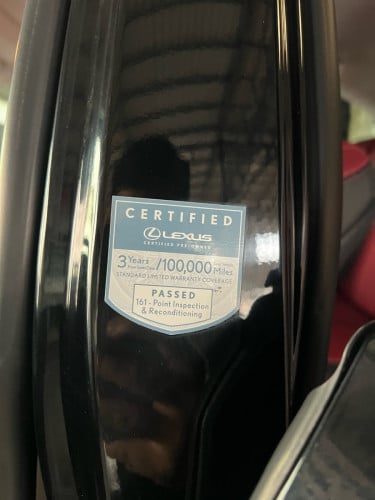 CERTIFIED
LEXUS
CERTIFIED PRE-OWNED
3 Years /100,000 Miles
STANDARD LIMITED WARRANTY COVERAGE
PASSED
161 - Point Inspection
& Reconditioning